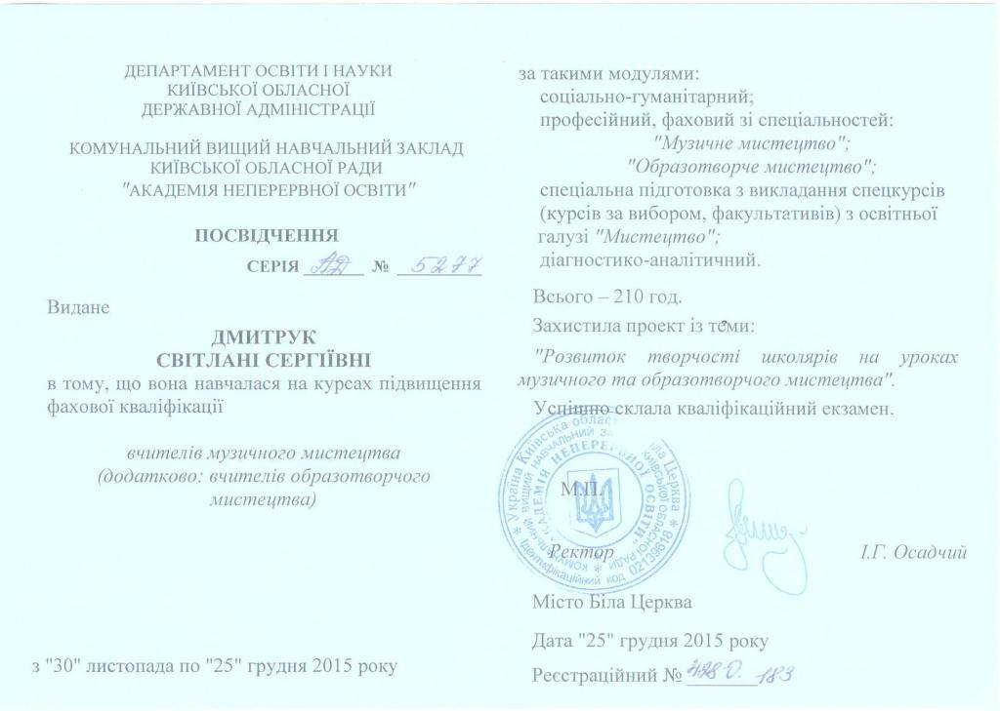 ДЕПАРТАМЕНТ ОСВІТИ І НАУКИ
КИЇВСЬКОЇ ОБЛАСНОЇ
ДЕРЖАВНОЇ АДМІНІСТРАЦІЇ
КОМУНАЛЬНИЙ ВИЩИЙ НАВЧАЛЬНИЙ ЗАКЛАД
КИЇВСЬКОЇ ОБЛАСНОЇ РАДИ
"АКАДЕМІЯ НЕПЕРЕРВНОЇ ОСВІТИ"
ПОСВІДЧЕННЯ
СЕРІЯ АД № 5277
Видане
ДМИТРУК
СВІТЛАНІ СЕРГІЇВНІ
в тому, що вона навчалася на курсах підвищення
фахової кваліфікації
вчителів музичного мистецтва
(додатково: вчителів образотворчого
мистецтва)
з "30" листопада по "25" грудня 2015 року
за такими модулями:
соціально-гуманітарний;
професійний, фаховий зі спеціальностей:
"Музичне мистецтво";
"Образотворче мистецтво";
спеціальна підготовка з викладання спецкурсів
(курсів за вибором, факультативів) з освітньої
галузі "Мистецтво";
діагностико-аналітичний.
Всього – 210 год.
Захистила проект із теми:
"Розвиток творчості школярів на уроках
музичного та образотворчого мистецтва".
Успішно склала кваліфікаційний екзамен.
М.П.
Ректор І.Г. Осадчий
Місто Біла Церква
Дата "25" грудня 2015 року
Реєстраційний № 183
Україна Київська область Біла Церква
Ідентифікаційний код 02139618
КОМУНАЛЬНИЙ ВИЩИЙ НАВЧАЛЬНИЙ ЗАКЛАД КИЇВСЬКОЇ ОБЛАСНОЇ РАДИ
"АКАДЕМІЯ НЕПЕРЕРВНОЇ ОСВІТИ"